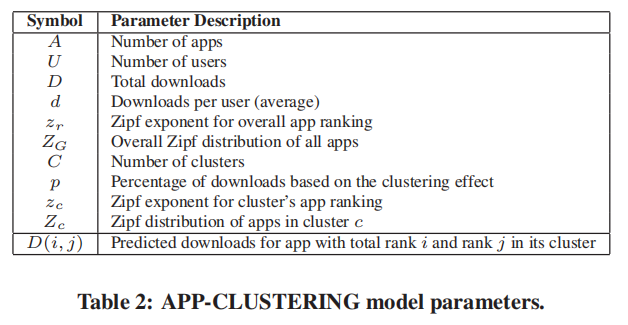 Symbol Parameter Description
A Number of apps
U Number of users
D Total downloads
d Downloads per user (average)
z_r Zipf exponent for overall app ranking
Z_G Overall Zipf distribution of all apps
C Number of clusters
p Percentage of downloads based on the clustering effect
z_c Zipf exponent for cluster's app ranking
Z_c Zipf distribution of apps in cluster c
D(i, j) Predicted downloads for app with total rank i and rank j in its cluster
Table 2: APP-CLUSTERING model parameters.